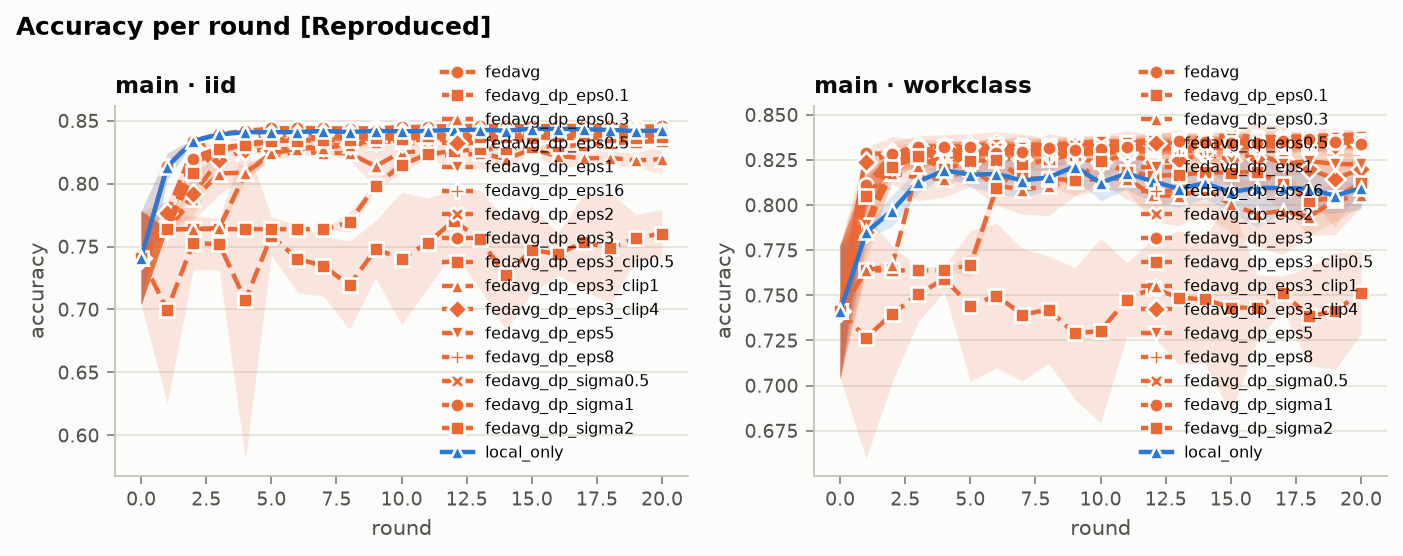 Accuracy per round [Reproduced]
main · iid
fedavg
fedavg_dp_eps0.1
fedavg_dp_eps0.3
fedavg_dp_eps0.5
fedavg_dp_eps1
fedavg_dp_eps16
fedavg_dp_eps2
fedavg_dp_eps3
fedavg_dp_eps3_clip0.5
fedavg_dp_eps3_clip1
fedavg_dp_eps3_clip4
fedavg_dp_eps5
fedavg_dp_eps8
fedavg_dp_sigma0.5
fedavg_dp_sigma1
fedavg_dp_sigma2
local_only
accuracy
0.85
0.80
0.75
0.70
0.65
0.60
0.0 2.5 5.0 7.5 10.0 12.5 15.0 17.5 20.0
round
main · workclass
fedavg
fedavg_dp_eps0.1
fedavg_dp_eps0.3
fedavg_dp_eps0.5
fedavg_dp_eps1
fedavg_dp_eps16
fedavg_dp_eps2
fedavg_dp_eps3
fedavg_dp_eps3_clip0.5
fedavg_dp_eps3_clip1
fedavg_dp_eps3_clip4
fedavg_dp_eps5
fedavg_dp_eps8
fedavg_dp_sigma0.5
fedavg_dp_sigma1
fedavg_dp_sigma2
local_only
accuracy
0.850
0.825
0.800
0.775
0.750
0.725
0.700
0.675
0.0 2.5 5.0 7.5 10.0 12.5 15.0 17.5 20.0
round